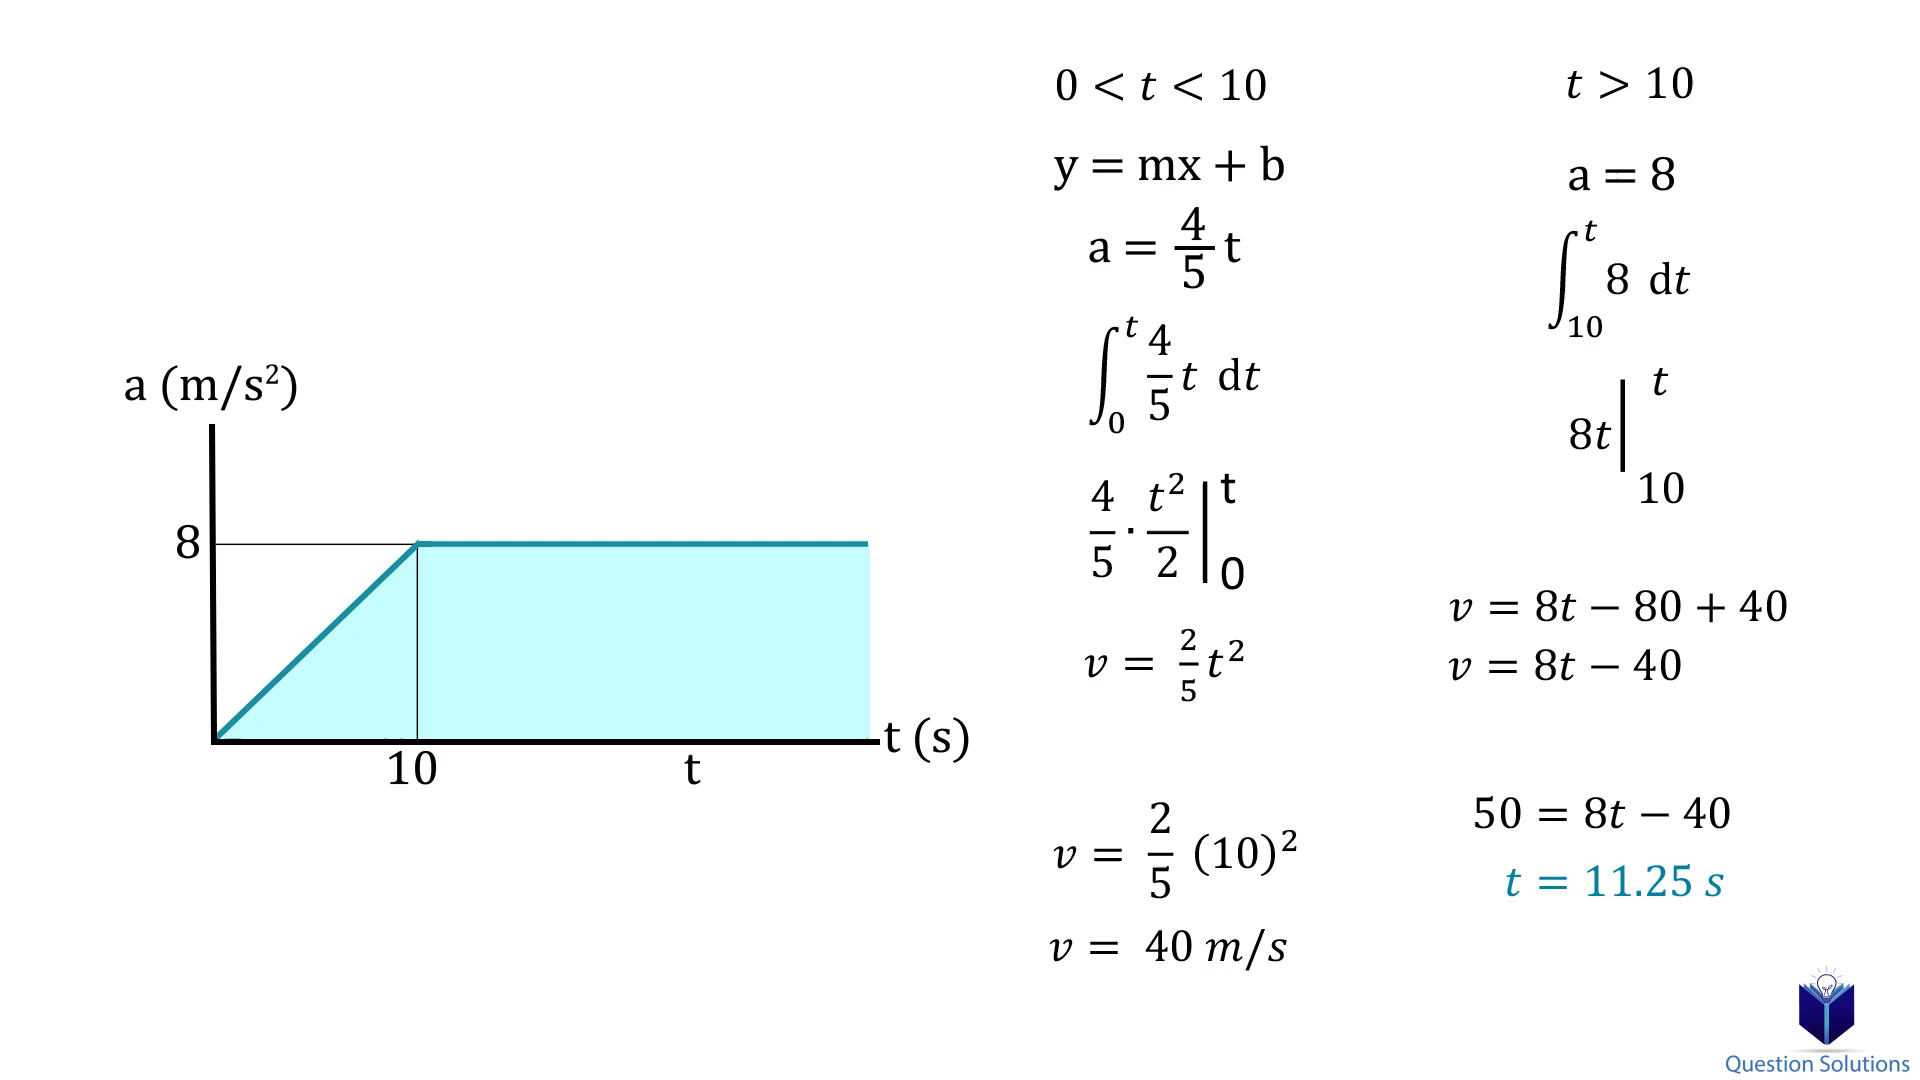 a (m/s²)
8
10
t
t (s)
0 < t < 10
y = mx + b
a = 4/5 t
∫₀ᵗ 4/5 t dt
4/5 · t²/2 |₀ᵗ
v = 2/5 t²
v = 2/5 (10)²
v = 40 m/s
t > 10
a = 8
∫₁₀ᵗ 8 dt
8t |₁₀ᵗ
v = 8t − 80 + 40
v = 8t − 40
50 = 8t − 40
t = 11.25 s
Question Solutions